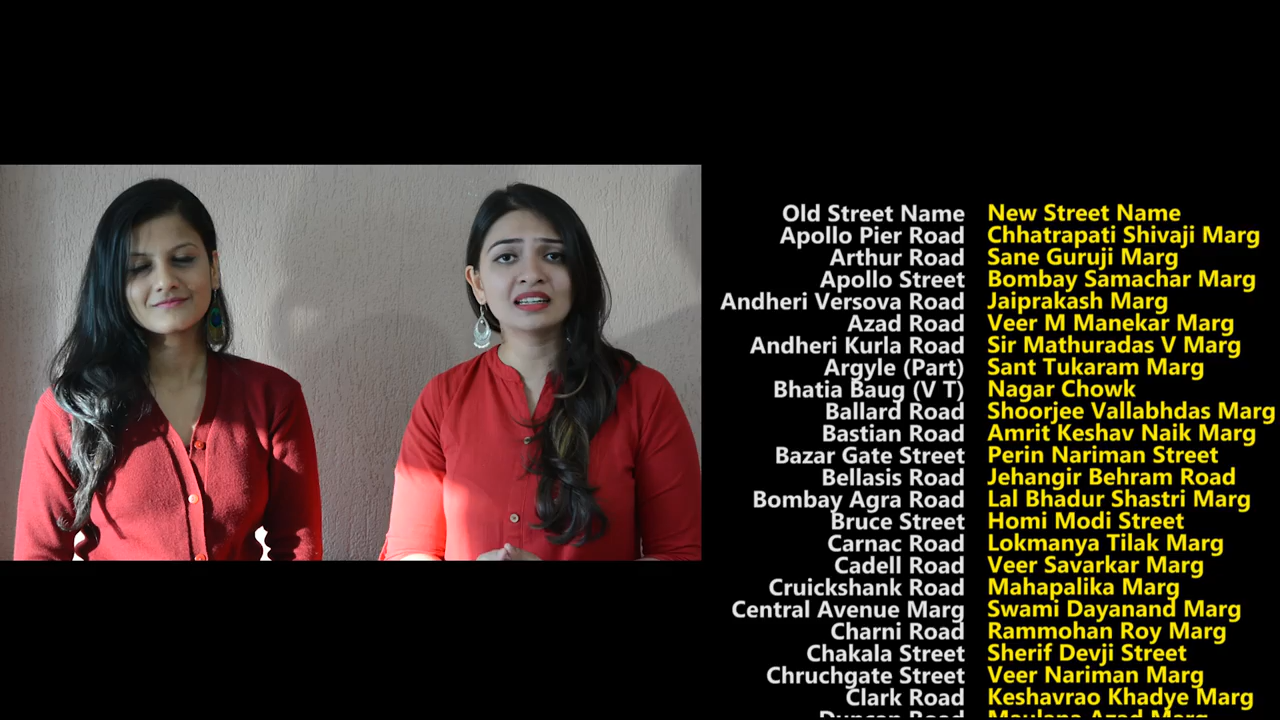 Old Street Name New Street Name
Apollo Pier Road Chhatrapati Shivaji Marg
Arthur Road Sane Guruji Marg
Apollo Street Bombay Samachar Marg
Andheri Versova Road Jaiprakash Marg
Azad Road Veer M Manekar Marg
Andheri Kurla Road Sir Mathuradas V Marg
Argyle (Part) Sant Tukaram Marg
Bhatia Baug (V T) Nagar Chowk
Ballard Road Shoorjee Vallabhdas Marg
Bastian Road Amrit Keshav Naik Marg
Bazar Gate Street Perin Nariman Street
Bellasis Road Jehangir Behram Road
Bombay Agra Road Lal Bhadur Shastri Marg
Bruce Street Homi Modi Street
Carnac Road Lokmanya Tilak Marg
Cadell Road Veer Savarkar Marg
Cruickshank Road Mahapalika Marg
Central Avenue Marg Swami Dayanand Marg
Charni Road Rammohan Roy Marg
Chakala Street Sherif Devji Street
Chruchgate Street Veer Nariman Marg
Clark Road Keshavrao Khadye Marg
Duncan Road Maulana Azad Marg